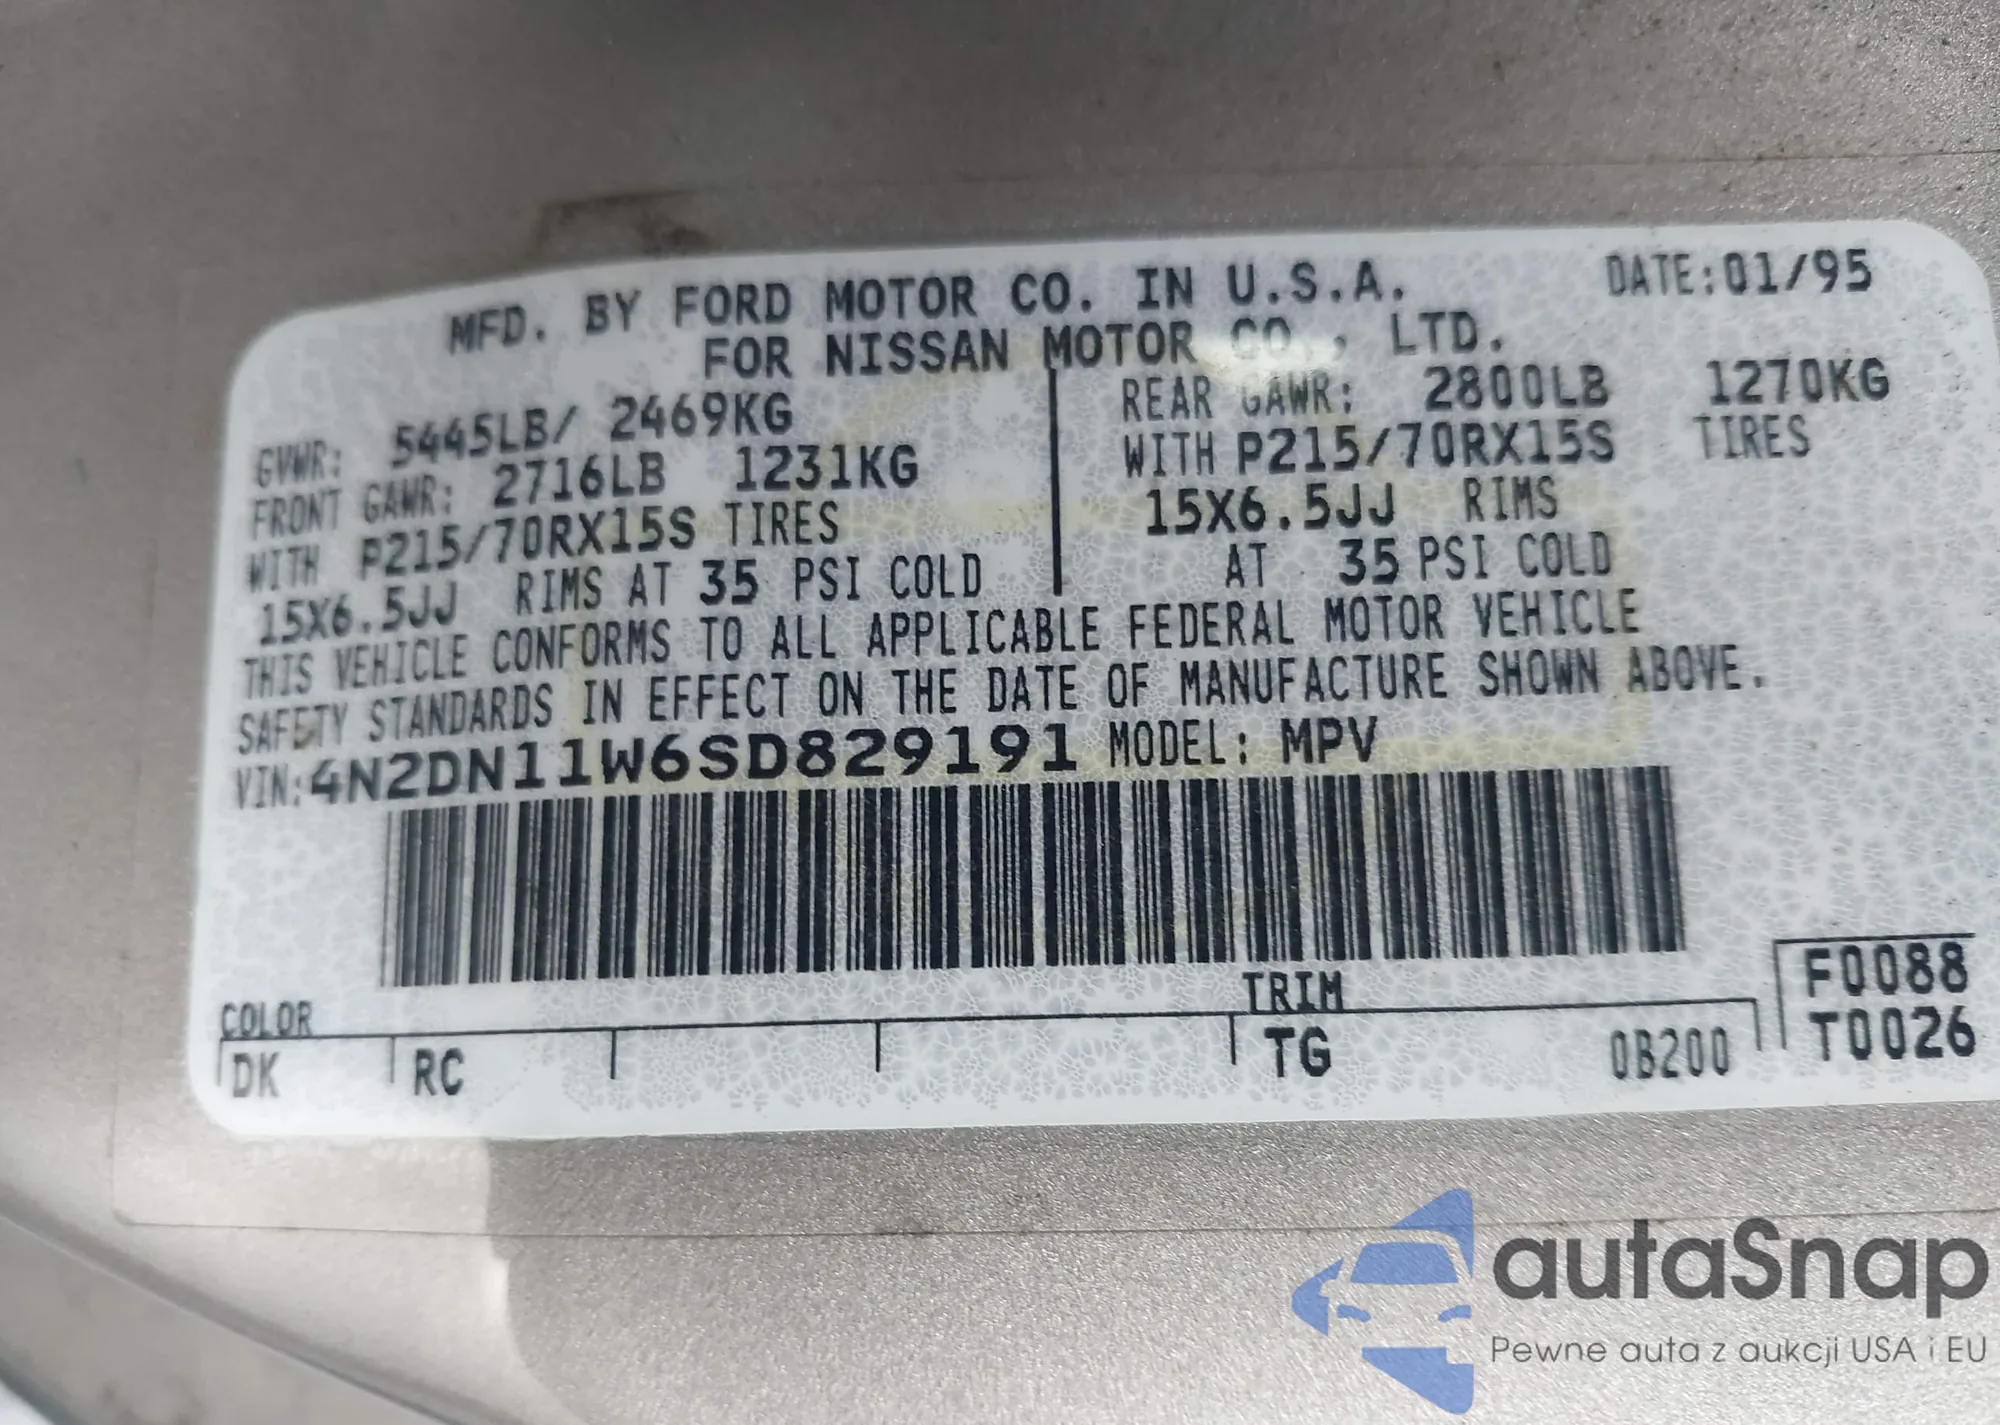 MFD. BY FORD MOTOR CO. IN U.S.A. DATE:01/95
FOR NISSAN MOTOR CO., LTD.
GVWR: 5445LB/ 2469KG
FRONT GAWR: 2716LB 1231KG
WITH P215/70RX15S TIRES
15X6.5JJ RIMS AT 35 PSI COLD
REAR GAWR: 2800LB 1270KG
WITH P215/70RX15S TIRES
15X6.5JJ RIMS
AT 35 PSI COLD
THIS VEHICLE CONFORMS TO ALL APPLICABLE FEDERAL MOTOR VEHICLE
SAFETY STANDARDS IN EFFECT ON THE DATE OF MANUFACTURE SHOWN ABOVE.
VIN:4N2DN11W6SD829191 MODEL: MPV
COLOR TRIM
DK RC TG 0B200
F0088
T0026
autaSnap
Pewne auta z aukcji USA i EU